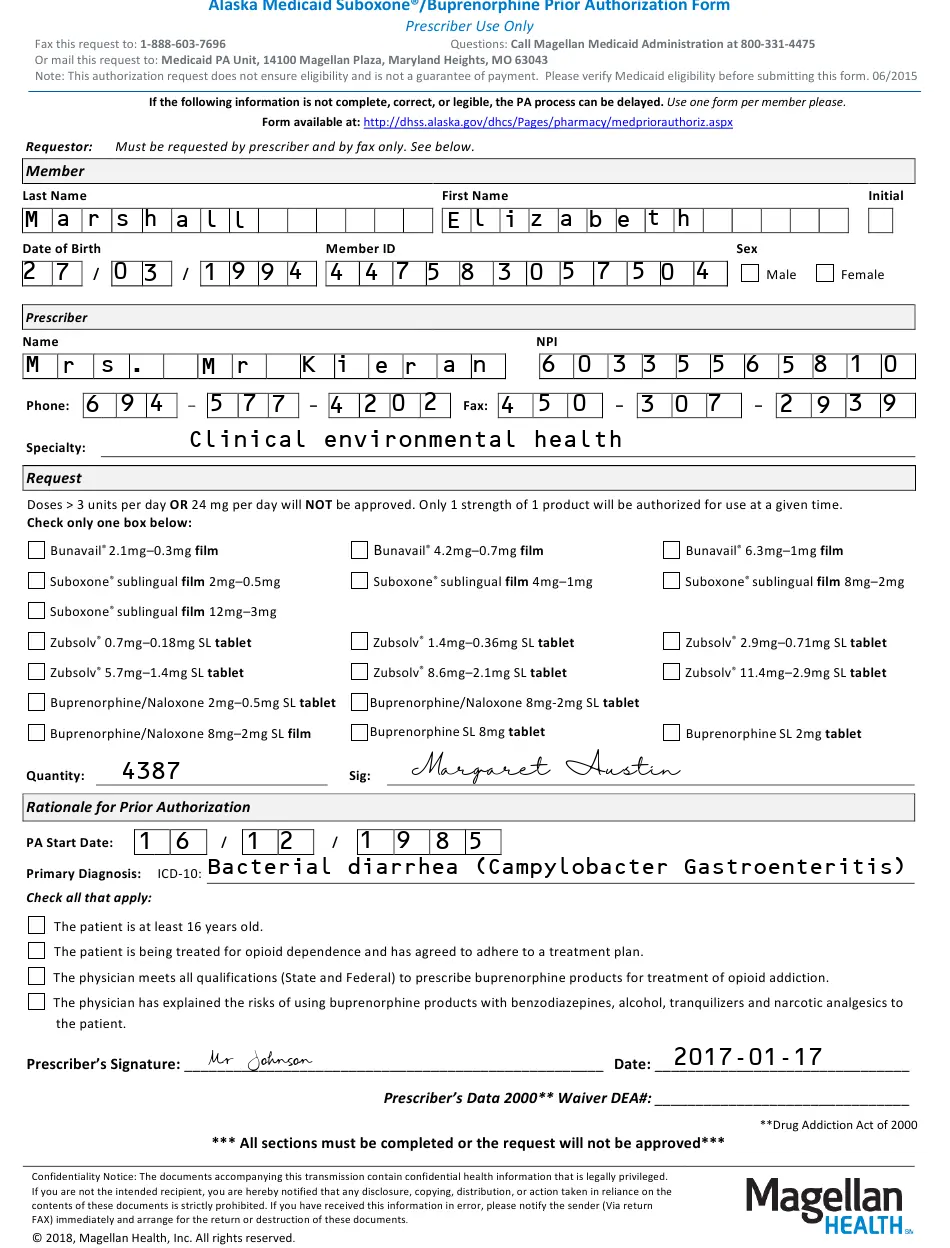 Alaska Medicaid Suboxone®/Buprenorphine Prior Authorization Form
Prescriber Use Only
Fax this request to: 1-888-603-7696 Questions: Call Magellan Medicaid Administration at 800-331-4475
Or mail this request to: Medicaid PA Unit, 14100 Magellan Plaza, Maryland Heights, MO 63043
Note: This authorization request does not ensure eligibility and is not a guarantee of payment. Please verify Medicaid eligibility before submitting this form. 06/2015
If the following information is not complete, correct, or legible, the PA process can be delayed. Use one form per member please.
Form available at: http://dhss.alaska.gov/dhcs/Pages/pharmacy/medpriorauthoriz.aspx
Requestor: Must be requested by prescriber and by fax only. See below.
Member
Last Name First Name Initial
Marshall Elizabeth
Date of Birth Member ID Sex
27 / 03 / 1994 447583057504 Male Female
Prescriber
Name NPI
Mrs. Mr Kieran 60335565810
Phone: 694 - 577 - 4202 Fax: 450 - 307 - 2939
Specialty: Clinical environmental health
Request
Doses > 3 units per day OR 24 mg per day will NOT be approved. Only 1 strength of 1 product will be authorized for use at a given time.
Check only one box below:
Bunavail® 2.1mg–0.3mg film Bunavail® 4.2mg–0.7mg film Bunavail® 6.3mg–1mg film
Suboxone® sublingual film 2mg–0.5mg Suboxone® sublingual film 4mg–1mg Suboxone® sublingual film 8mg–2mg
Suboxone® sublingual film 12mg–3mg
Zubsolv® 0.7mg–0.18mg SL tablet Zubsolv® 1.4mg–0.36mg SL tablet Zubsolv® 2.9mg–0.71mg SL tablet
Zubsolv® 5.7mg–1.4mg SL tablet Zubsolv® 8.6mg–2.1mg SL tablet Zubsolv® 11.4mg–2.9mg SL tablet
Buprenorphine/Naloxone 2mg–0.5mg SL tablet Buprenorphine/Naloxone 8mg-2mg SL tablet
Buprenorphine/Naloxone 8mg–2mg SL film Buprenorphine SL 8mg tablet Buprenorphine SL 2mg tablet
Quantity: 4387 Sig: Margaret Austin
Rationale for Prior Authorization
PA Start Date: 16 / 12 / 1985
Primary Diagnosis: ICD-10: Bacterial diarrhea (Campylobacter Gastroenteritis)
Check all that apply:
The patient is at least 16 years old.
The patient is being treated for opioid dependence and has agreed to adhere to a treatment plan.
The physician meets all qualifications (State and Federal) to prescribe buprenorphine products for treatment of opioid addiction.
The physician has explained the risks of using buprenorphine products with benzodiazepines, alcohol, tranquilizers and narcotic analgesics to
the patient.
Prescriber's Signature: Mr Johnson Date: 2017-01-17
Prescriber's Data 2000** Waiver DEA#:
**Drug Addiction Act of 2000
*** All sections must be completed or the request will not be approved***
Confidentiality Notice: The documents accompanying this transmission contain confidential health information that is legally privileged.
If you are not the intended recipient, you are hereby notified that any disclosure, copying, distribution, or action taken in reliance on the
contents of these documents is strictly prohibited. If you have received this information in error, please notify the sender (Via return
FAX) immediately and arrange for the return or destruction of these documents.
© 2018, Magellan Health, Inc. All rights reserved.
Magellan
HEALTH